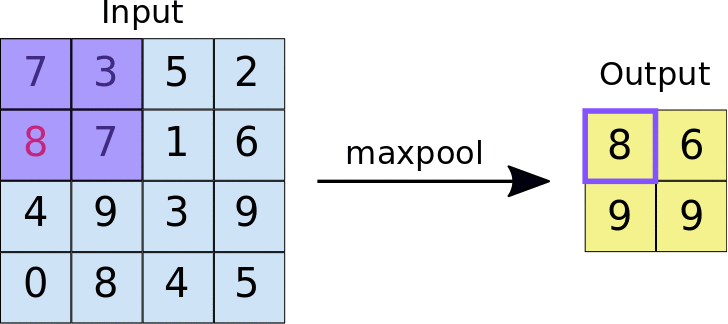 Input
7 3 5 2
8 7 1 6
4 9 3 9
0 8 4 5
maxpool
Output
8 6
9 9